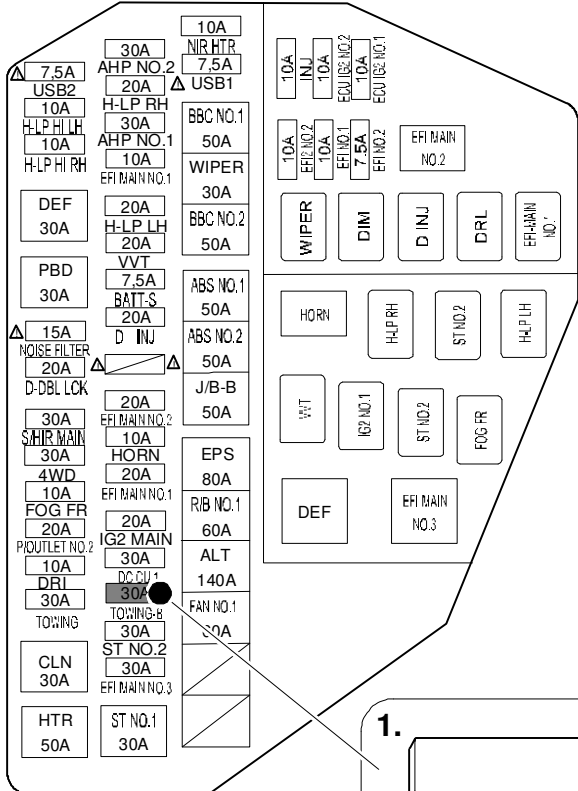 7,5A
USB2
10A
H-LP HI LH
10A
H-LP HI RH
DEF
30A
PBD
30A
15A
NOISE FILTER
20A
D-DBL LCK
30A
S/HIR MAIN
30A
4WD
10A
FOG FR
20A
P/OUTLET NO.2
10A
DRI
30A
TOWING
CLN
30A
HTR
50A
30A
AHP NO.2
20A
H-LP RH
30A
AHP NO.1
10A
EFI MAIN NO.1
20A
H-LP LH
20A
VVT
7,5A
BATT-S
20A
D INJ
20A
EFI MAIN NO.2
10A
HORN
20A
EFI MAIN NO.1
20A
IG2 MAIN
30A
DC CU 1
30A
TOWING-B
30A
ST NO.2
30A
EFI MAIN NO.3
ST NO.1
30A
10A
NIR HTR
7,5A
USB1
BBC NO.1
50A
WIPER
30A
BBC NO.2
50A
ABS NO.1
50A
ABS NO.2
50A
J/B-B
50A
EPS
80A
R/B NO.1
60A
ALT
140A
FAN NO.1
10A
INJ
10A
ECU IG2 NO.2
10A
ECU IG2 NO.1
10A
EFI2 NO.2
10A
EFI NO.1
7.5A
EFI NO.2
EFI MAIN
NO.2
WIPER
DIM
D INJ
DRL
EFI-MAIN
NO.1
HORN
H-LP RH
ST NO.2
H-LP LH
VVT
IG2 NO.1
ST NO.2
FOG FR
DEF
EFI MAIN
NO.3
1.